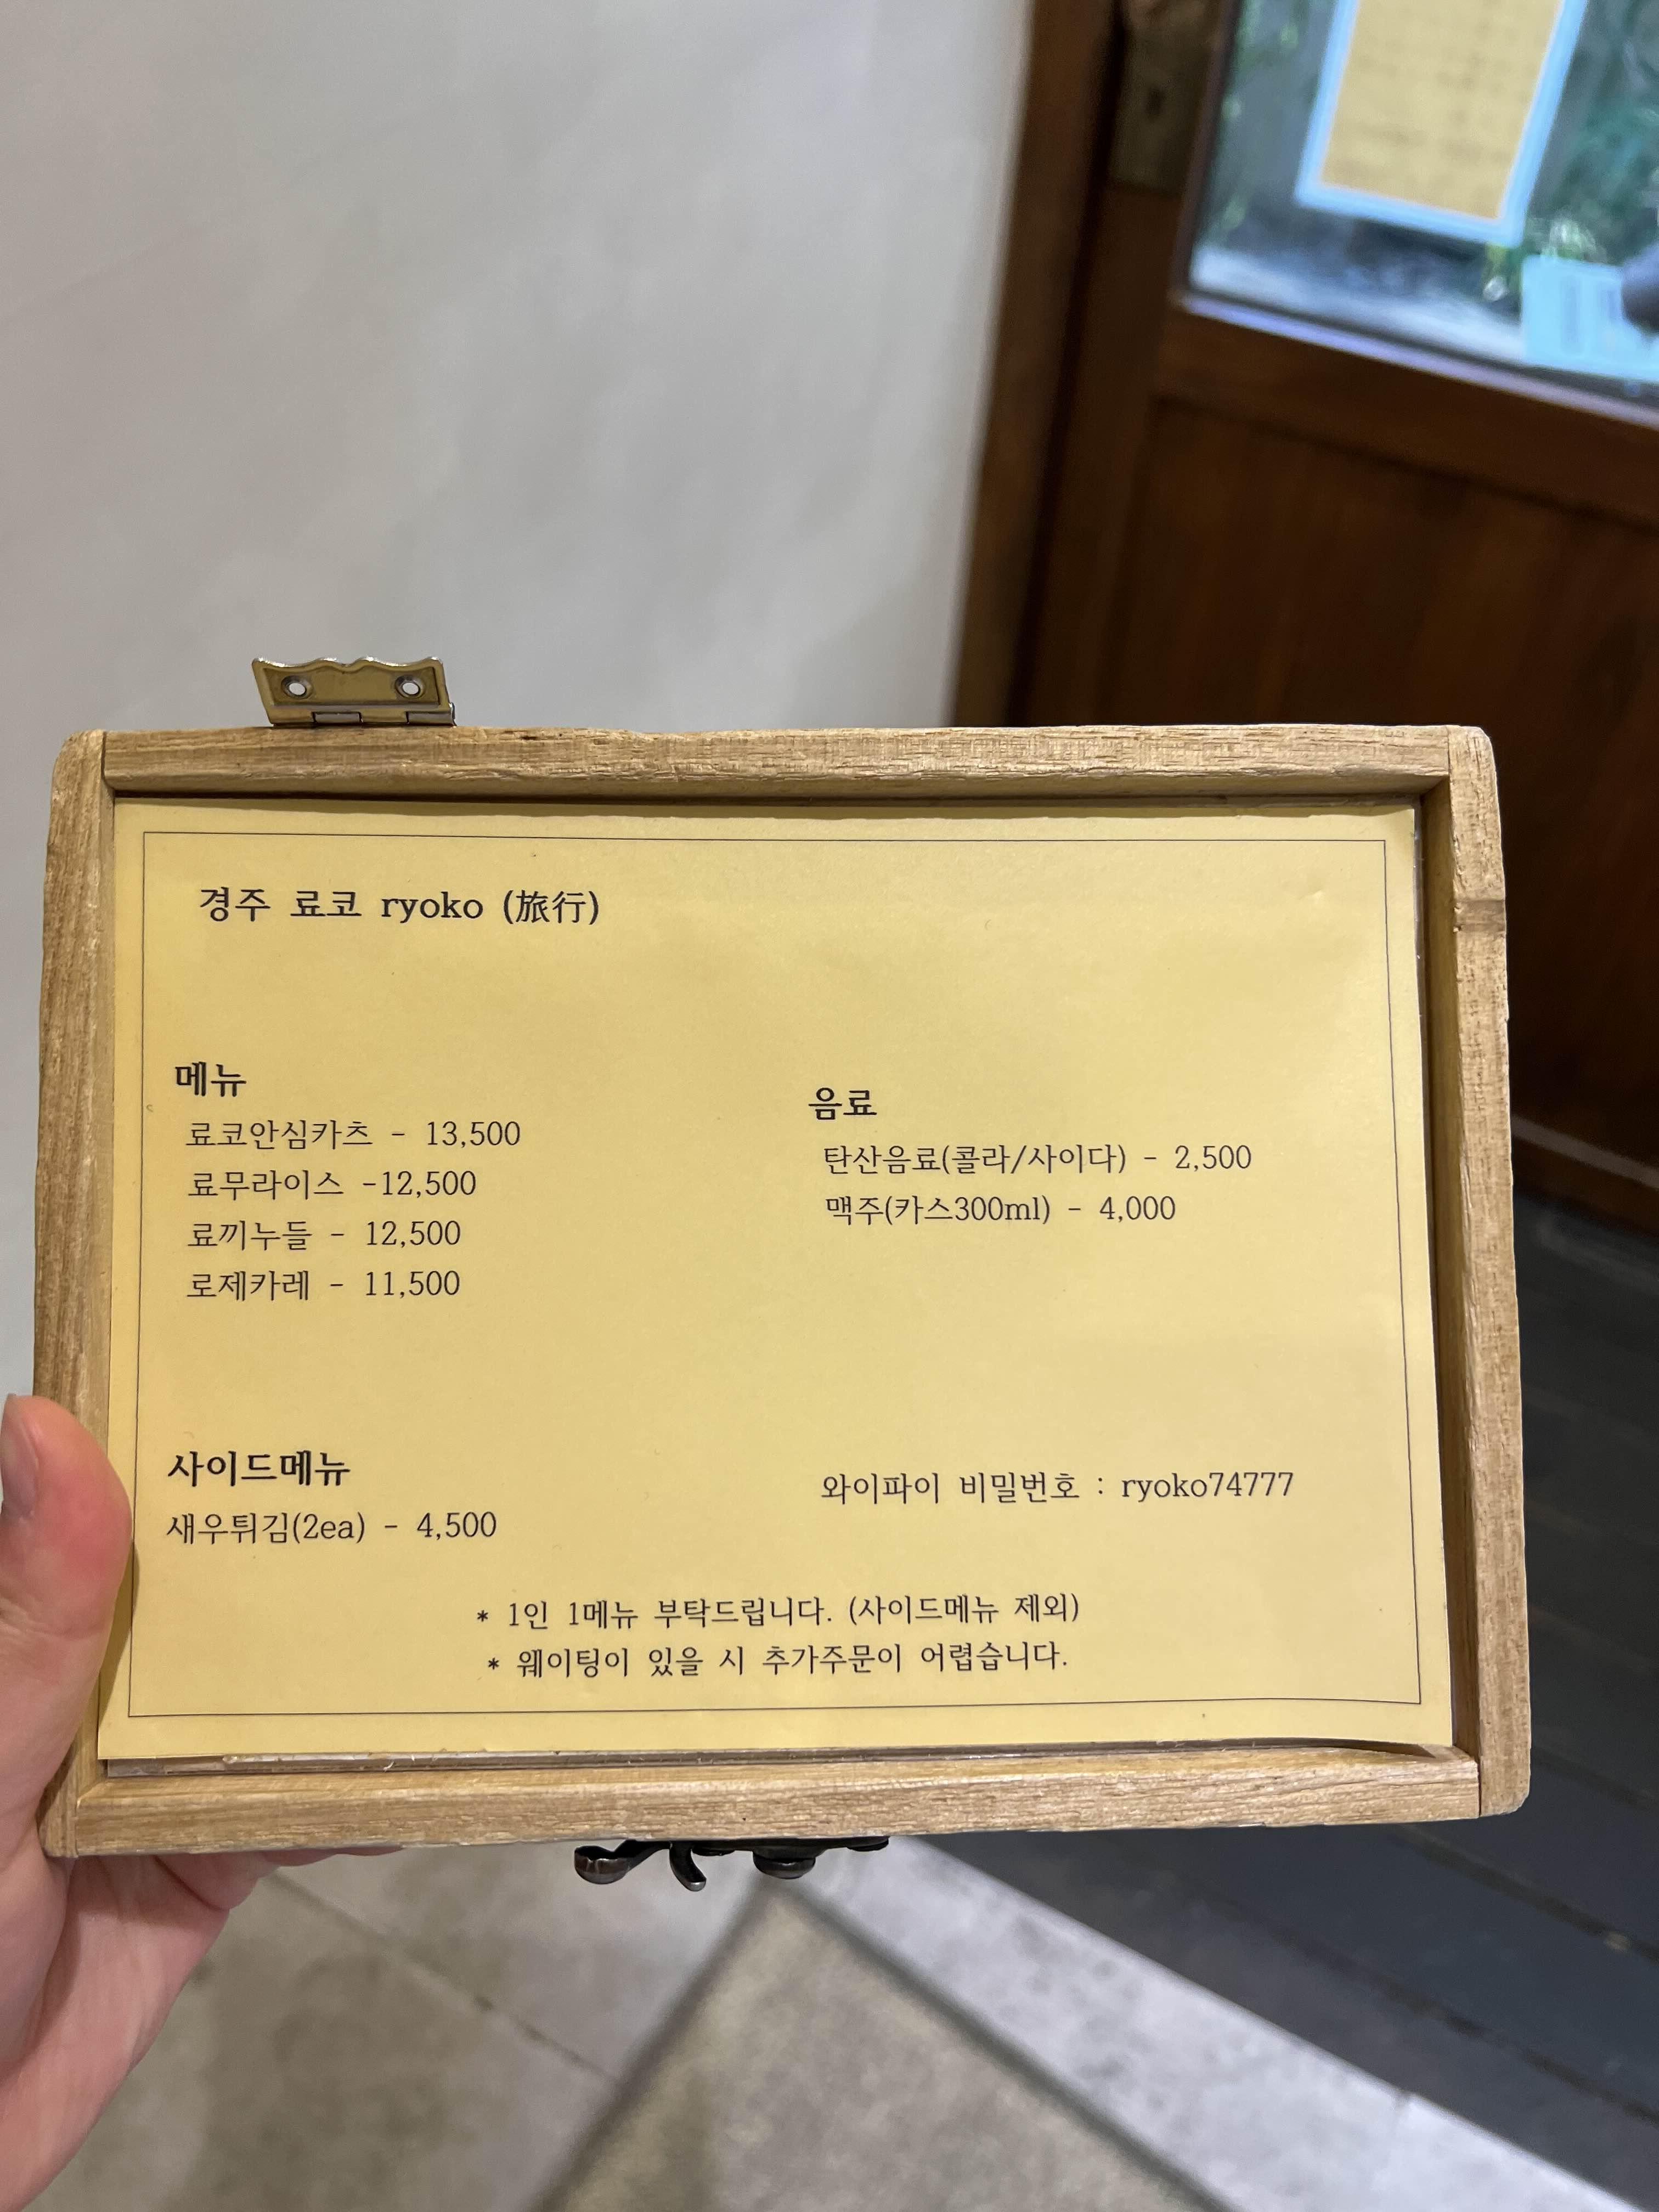 경주 료코 ryoko (旅行)
메뉴
료코안심카츠 - 13,500
료무라이스 -12,500
료끼누들 - 12,500
로제카레 - 11,500
음료
탄산음료(콜라/사이다) - 2,500
맥주(카스300ml) - 4,000
사이드메뉴
새우튀김(2ea) - 4,500
와이파이 비밀번호 : ryoko74777
* 1인 1메뉴 부탁드립니다. (사이드메뉴 제외)
* 웨이팅이 있을 시 추가주문이 어렵습니다.